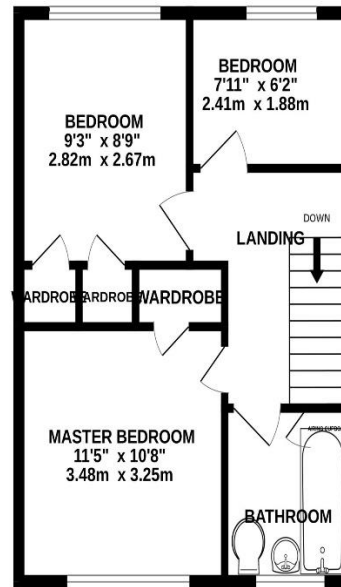 BEDROOM
7'11" x 6'2"
2.41m x 1.88m
BEDROOM
9'3" x 8'9"
2.82m x 2.67m
DOWN
LANDING
WARDROBE
WARDROBE
WARDROBE
MASTER BEDROOM
11'5" x 10'8"
3.48m x 3.25m
BATHROOM